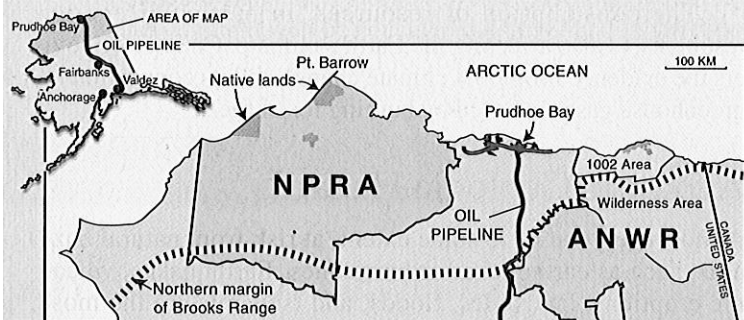 Prudhoe Bay
AREA OF MAP
OIL PIPELINE
Fairbanks
Valdez
Anchorage
Native lands
Pt. Barrow
ARCTIC OCEAN
100 KM
Prudhoe Bay
1002 Area
NPRA
Wilderness Area
OIL
PIPELINE
ANWR
CANADA
UNITED STATES
Northern margin
of Brooks Range